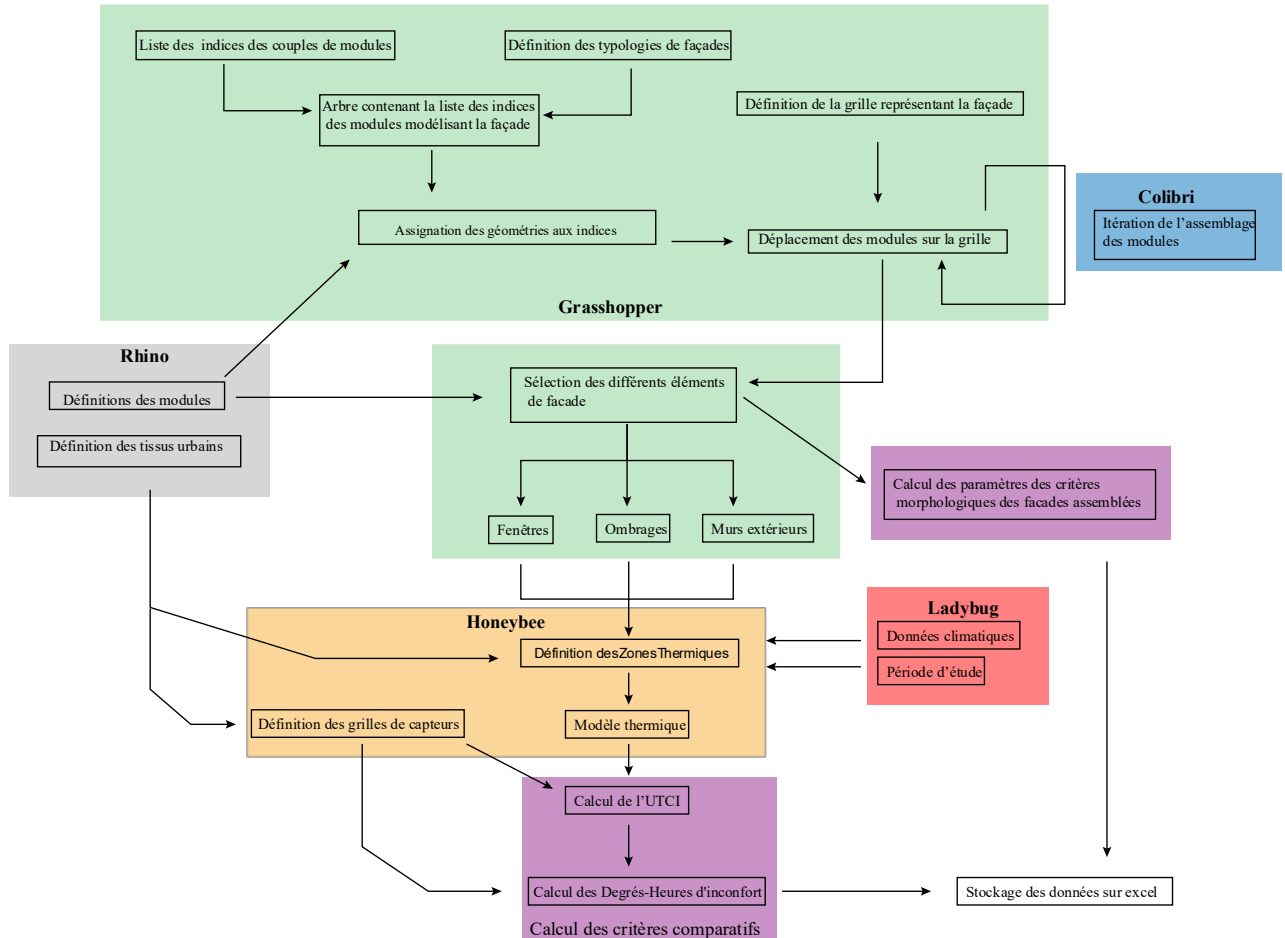 Liste des indices des couples de modules
Définition des typologies de façades
Arbre contenant la liste des indices
des modules modélisant la façade
Définition de la grille représentant la façade
Colibri
Itération de l’assemblage
des modules
Assignation des géométries aux indices
Déplacement des modules sur la grille
Grasshopper
Rhino
Définitions des modules
Définition des tissus urbains
Sélection des différents éléments
de facade
Calcul des paramètres des critères
morphologiques des facades assemblées
Fenêtres
Ombrages
Murs extérieurs
Honeybee
Ladybug
Données climatiques
Période d’étude
Définition desZonesThermiques
Définition des grilles de capteurs
Modèle thermique
Calcul de l’UTCI
Calcul des Degrés-Heures d'inconfort
Stockage des données sur excel
Calcul des critères comparatifs